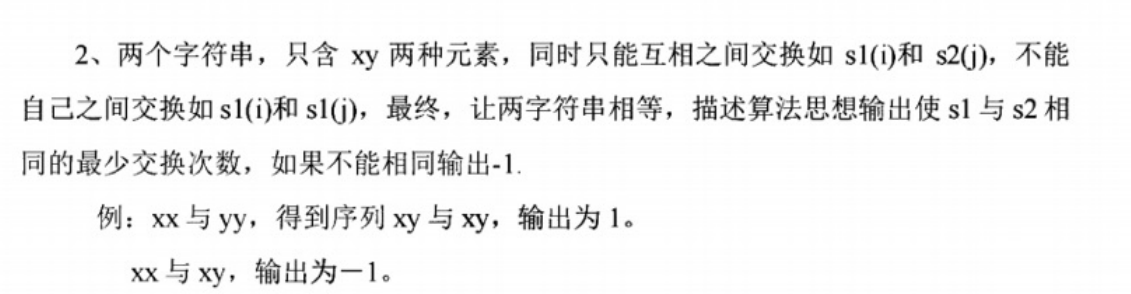 2、两个字符串，只含 xy 两种元素，同时只能互相之间交换如 s1(i)和 s2(j)，不能
自己之间交换如 s1(i)和 s1(j)，最终，让两字符串相等，描述算法思想输出使 s1 与 s2 相
同的最少交换次数，如果不能相同输出-1.
例：xx 与 yy，得到序列 xy 与 xy，输出为 1。
xx 与 xy，输出为－1。